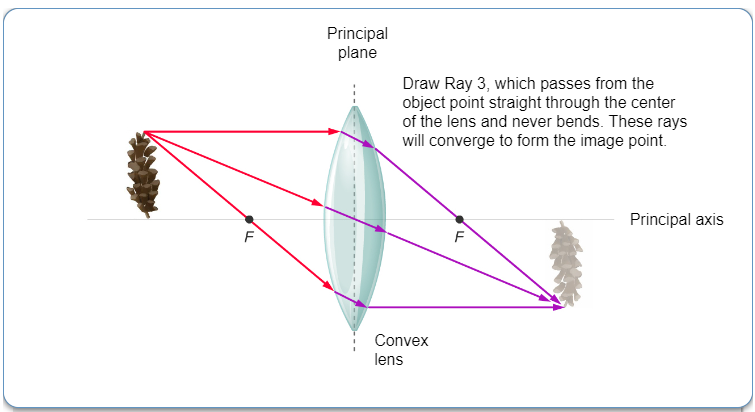 Principal
plane
Draw Ray 3, which passes from the
object point straight through the center
of the lens and never bends. These rays
will converge to form the image point.
Principal axis
F
F
Convex
lens